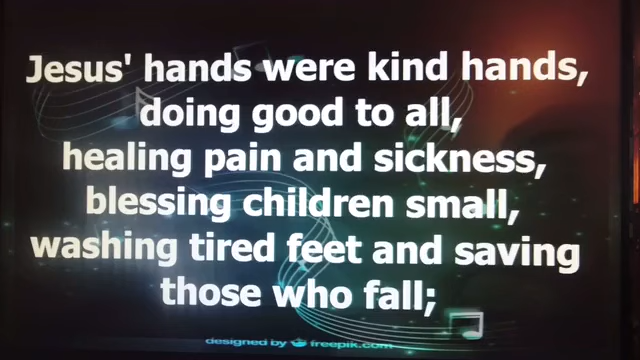 Jesus' hands were kind hands,
doing good to all,
healing pain and sickness,
blessing children small,
washing tired feet and saving
those who fall;
designed by freepik.com